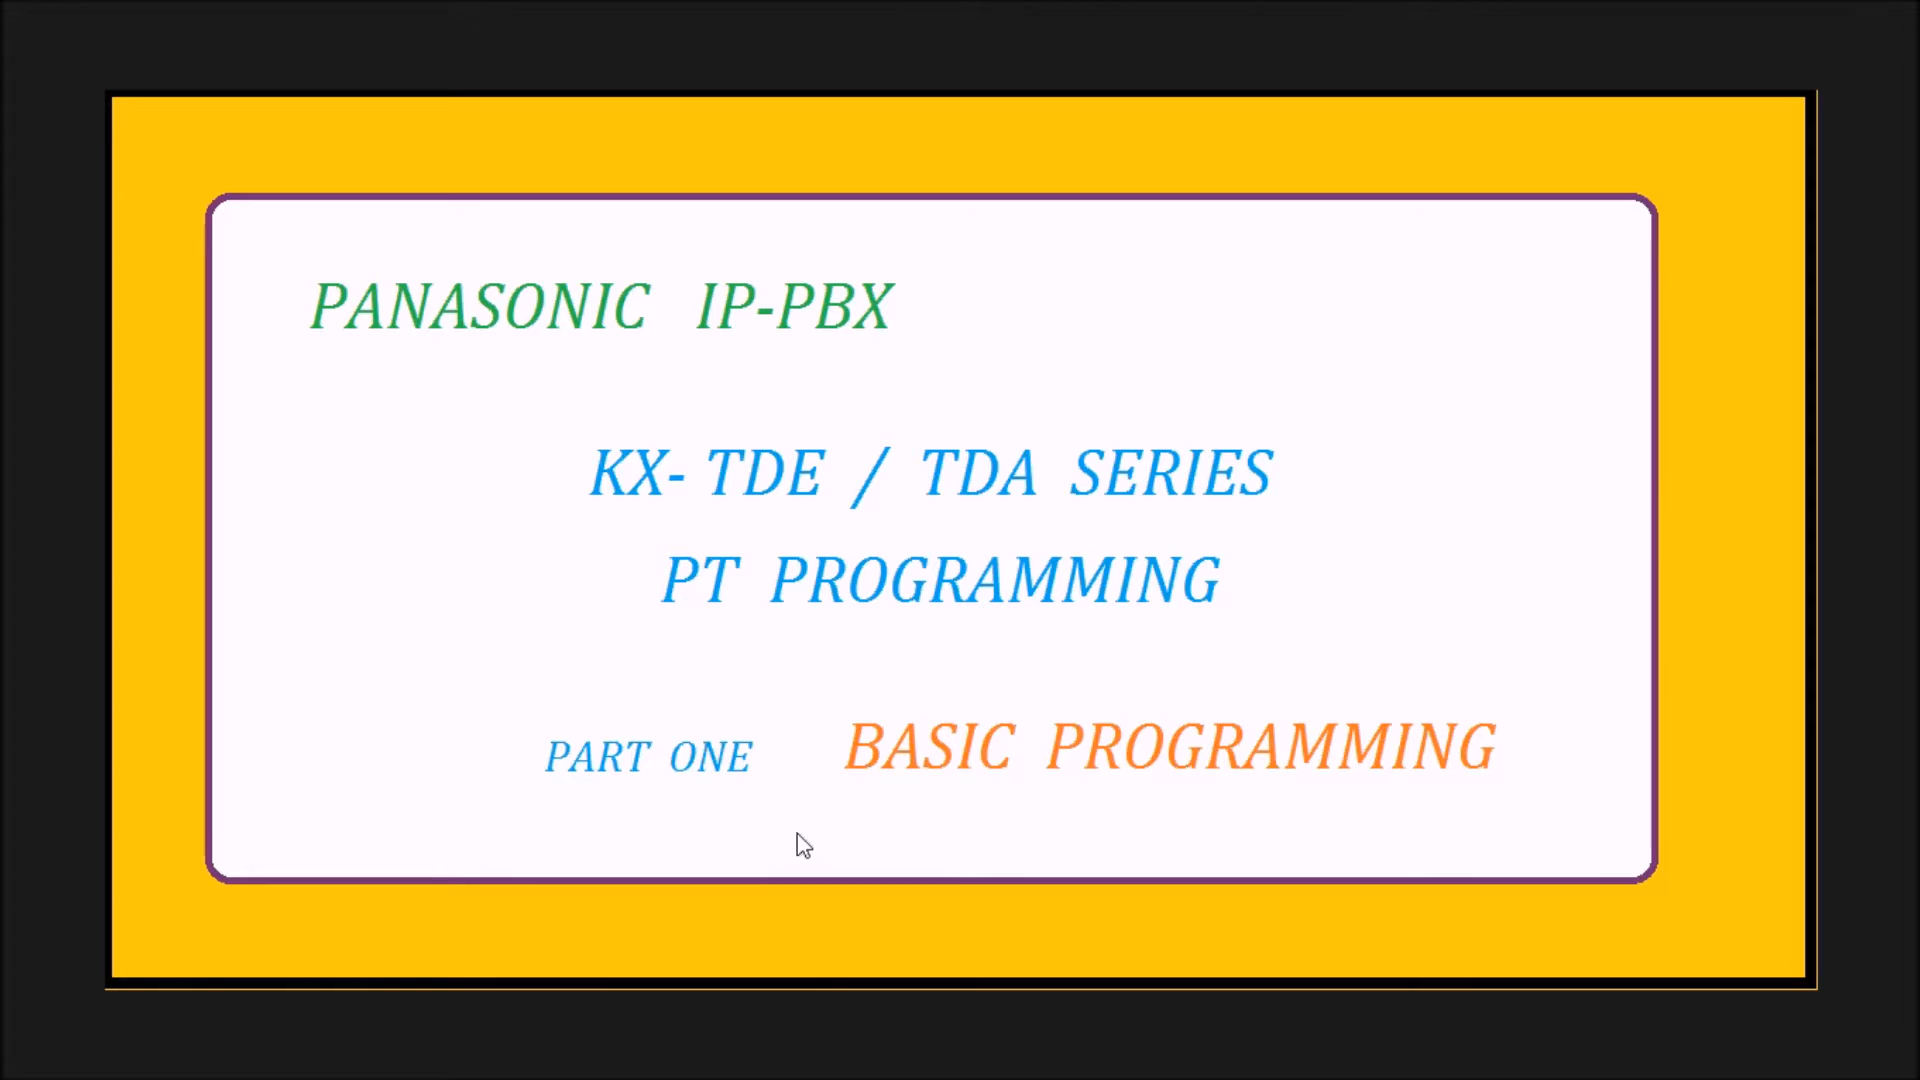 PANASONIC IP-PBX
KX- TDE / TDA SERIES
PT PROGRAMMING
PART ONE BASIC PROGRAMMING